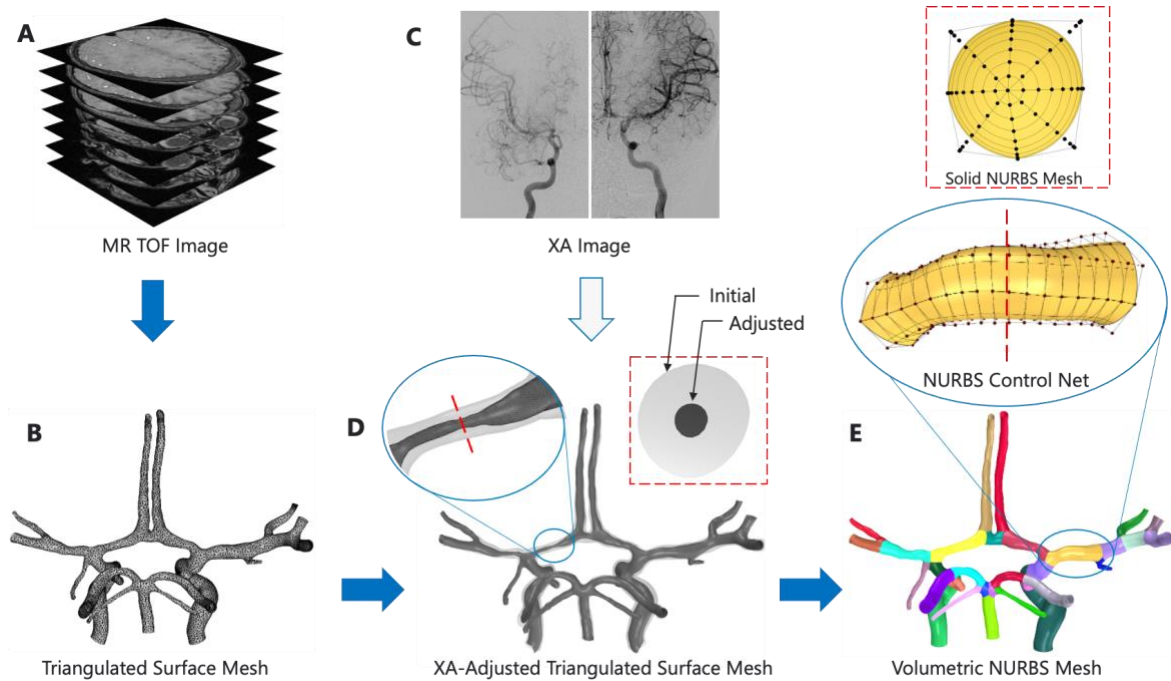 A
MR TOF Image
B
Triangulated Surface Mesh
C
XA Image
Initial
Adjusted
D
XA-Adjusted Triangulated Surface Mesh
Solid NURBS Mesh
NURBS Control Net
E
Volumetric NURBS Mesh